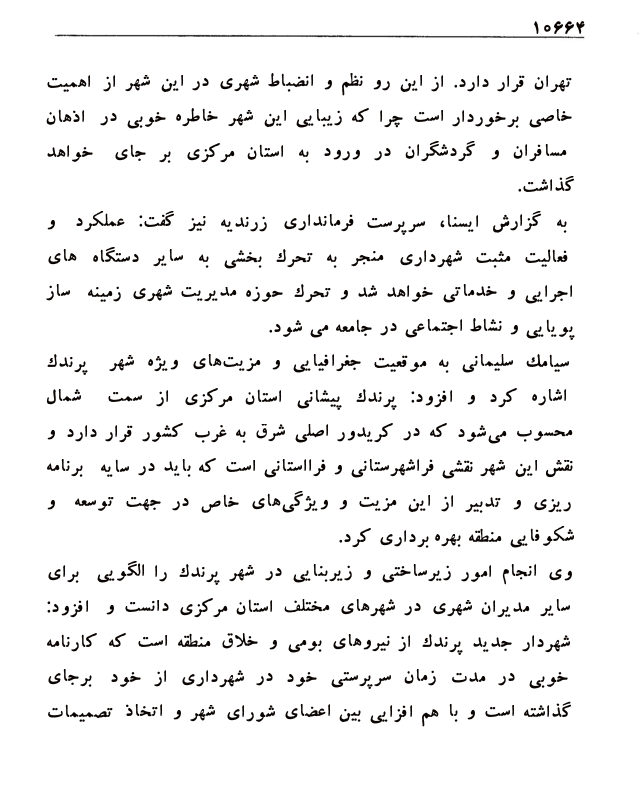 ۱۰۶۶۴
تهران قرار دارد. از این رو نظم و انضباط شهری در این شهر از اهمیت
خاصی برخوردار است چرا که زیبایی این شهر خاطره خوبی در اذهان
مسافران و گردشگران در ورود به استان مرکزی بر جای خواهد
گذاشت.
به گزارش ایسنا، سرپرست فرمانداری زرندیه نیز گفت: عملکرد و
فعالیت مثبت شهرداری منجر به تحرك بخشی به سایر دستگاه های
اجرایی و خدماتی خواهد شد و تحرك حوزه مدیریت شهری زمینه ساز
پویایی و نشاط اجتماعی در جامعه می شود.
سیامك سلیمانی به موقعیت جغرافیایی و مزیت‌های ویژه شهر پرندك
اشاره کرد و افزود: پرندك پیشانی استان مرکزی از سمت شمال
محسوب می‌شود که در کریدور اصلی شرق به غرب کشور قرار دارد و
نقش این شهر نقشی فراشهرستانی و فرااستانی است که باید در سایه برنامه
ریزی و تدبیر از این مزیت و ویژگی‌های خاص در جهت توسعه و
شکوفایی منطقه بهره برداری کرد.
وی انجام امور زیرساختی و زیربنایی در شهر پرندك را الگویی برای
سایر مدیران شهری در شهرهای مختلف استان مرکزی دانست و افزود:
شهردار جدید پرندك از نیروهای بومی و خلاق منطقه است که کارنامه
خوبی در مدت زمان سرپرستی خود در شهرداری از خود برجای
گذاشته است و با هم افزایی بین اعضای شورای شهر و اتخاذ تصمیمات